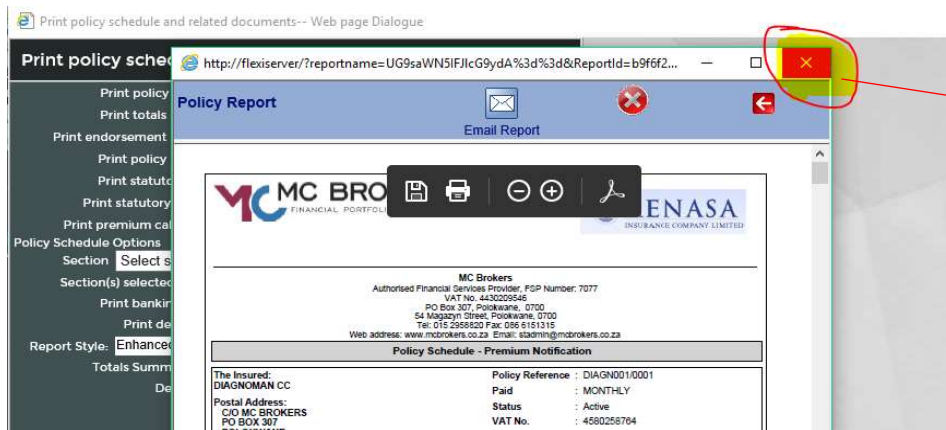 Print policy schedule and related documents-- Web page Dialogue
Print policy sche
http://flexiserver/?reportname=UG9saWN5IFJlcG9ydA%3d%3d&ReportId=b9f6f2...
Print policy
Print totals
Print endorsement
Print policy
Print statuto
Print statutory
Print premium cal
Policy Schedule Options
Section Select s
Section(s) selected
Print bankin
Print de
Report Style: Enhanced
Totals Summ
De
Policy Report
Email Report
MC BRO
FINANCIAL PORTFOLI
ENASA
INSURANCE COMPANY LIMITED
MC Brokers
Authorised Financial Services Provider, FSP Number: 7077
VAT No. 4430209546
PO Box 307, Polokwane, 0700
54 Magazyn Street, Polokwane, 0700
Tel: 015 2958820 Fax: 086 6151315
Web address: www.mcbrokers.co.za Email: stadmin@mcbrokers.co.za
Policy Schedule - Premium Notification
The Insured:
DIAGNOMAN CC
Postal Address:
C/O MC BROKERS
PO BOX 307
Policy Reference : DIAGN001/0001
Paid : MONTHLY
Status : Active
VAT No. : 4580258764